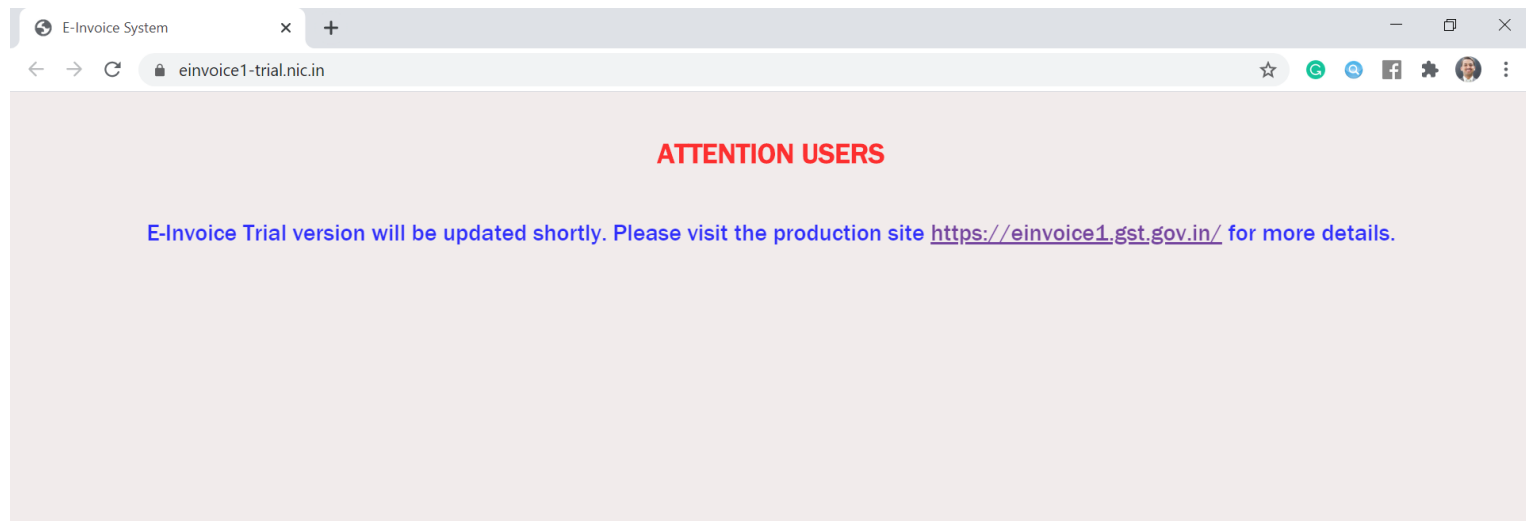 E-Invoice System
einvoice1-trial.nic.in
ATTENTION USERS
E-Invoice Trial version will be updated shortly. Please visit the production site https://einvoice1.gst.gov.in/ for more details.